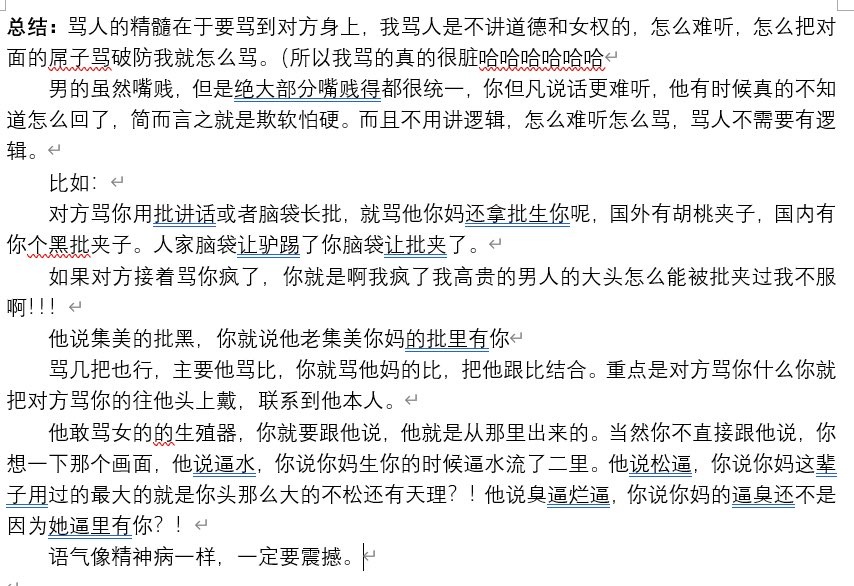 总结：骂人的精髓在于要骂到对方身上，我骂人是不讲道德和女权的，怎么难听，怎么把对
面的屌子骂破防我就怎么骂。（所以我骂的真的很脏哈哈哈哈哈哈
男的虽然嘴贱，但是绝大部分嘴贱得都很统一，你但凡说话更难听，他有时候真的不知
道怎么回了，简而言之就是欺软怕硬。而且不用讲逻辑，怎么难听怎么骂，骂人不需要有逻
辑。
比如：
对方骂你用批讲话或者脑袋长批，就骂他你妈还拿批生你呢，国外有胡桃夹子，国内有
你个黑批夹子。人家脑袋让驴踢了你脑袋让批夹了。
如果对方接着骂你疯了，你就是啊我疯了我高贵的男人的大头怎么能被批夹过我不服
啊!!!
他说集美的批黑，你就说他老集美你妈的批里有你
骂几把也行，主要他骂比，你就骂他妈的比，把他跟比结合。重点是对方骂你什么你就
把对方骂你的往他头上戴，联系到他本人。
他敢骂女的的生殖器，你就要跟他说，他就是从那里出来的。当然你不直接跟他说，你
想一下那个画面，他说逼水，你说你妈生你的时候逼水流了二里。他说松逼，你说你妈这辈
子用过的最大的就是你头那么大的不松还有天理？！他说臭逼烂逼，你说你妈的逼臭还不是
因为她逼里有你？！
语气像精神病一样，一定要震撼。